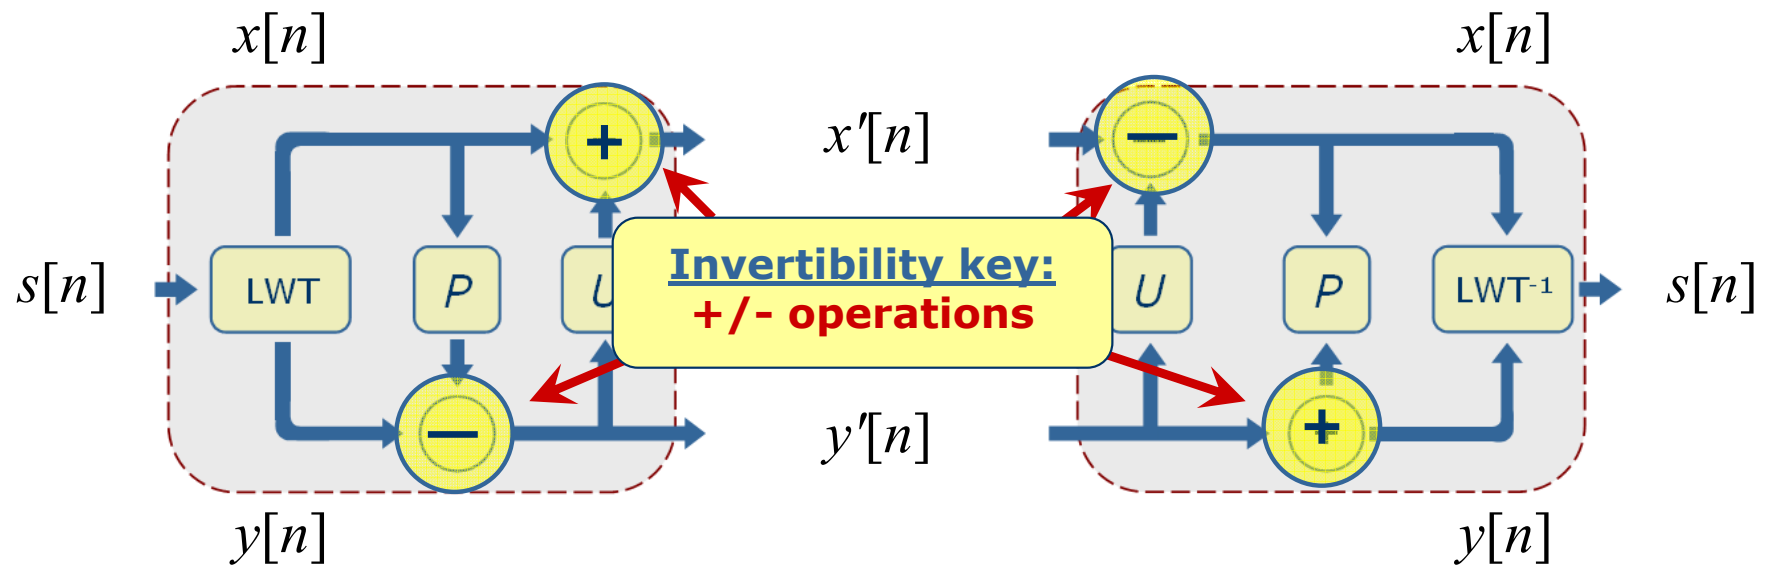 x[n]
x[n]
+
x′[n]
−
s[n]
LWT
P
U
Invertibility key:
+/- operations
U
P
LWT⁻¹
s[n]
−
y′[n]
+
y[n]
y[n]